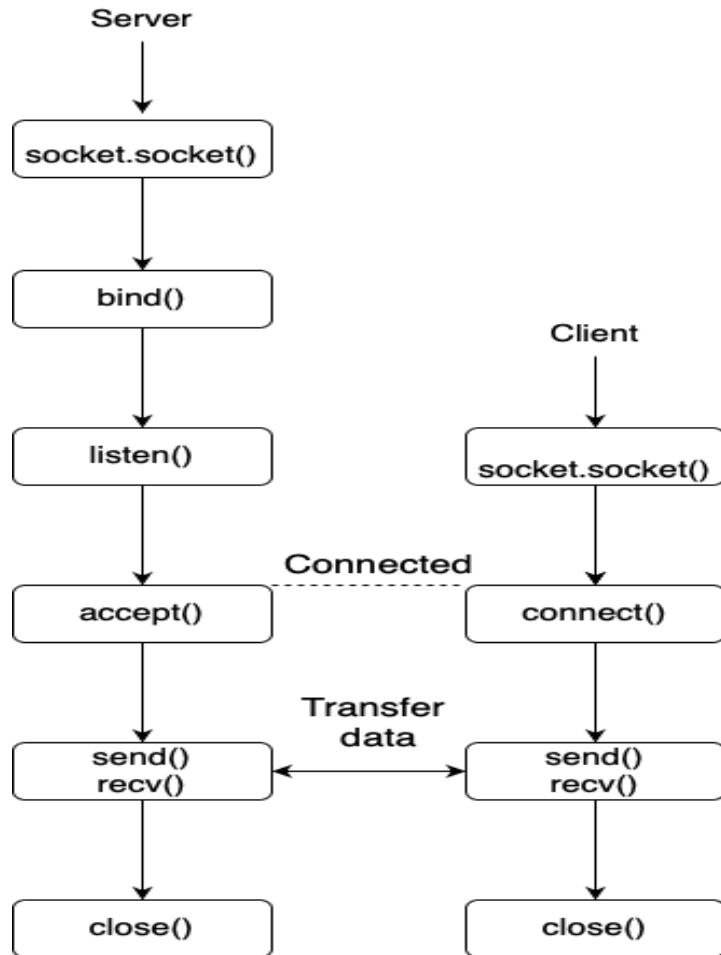 Server
socket.socket()
bind()
Client
listen()
socket.socket()
Connected
accept()
connect()
Transfer
data
send()
recv()
send()
recv()
close()
close()